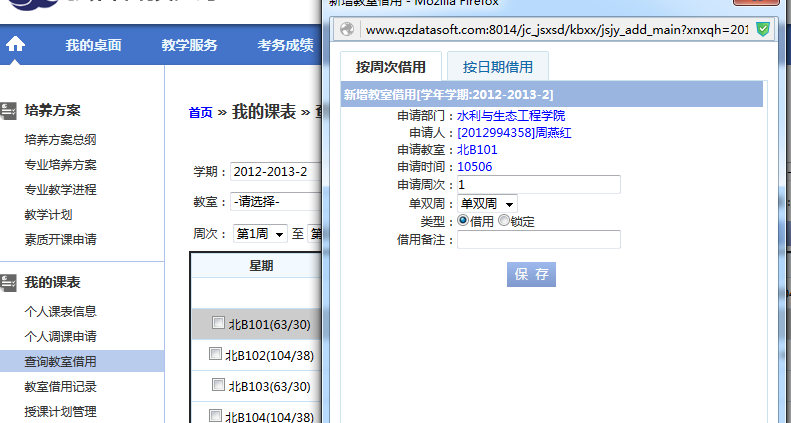 新增教室借用 - Mozilla Firefox
www.qzdatasoft.com:8014/jc_jsxsd/kbxx/jsjy_add_main?xnxqh=201
我的桌面
教学服务
考务成绩
培养方案
培养方案总纲
专业培养方案
专业教学进程
教学计划
素质开课申请
我的课表
个人课表信息
个人调课申请
查询教室借用
教室借用记录
授课计划管理
首页 » 我的课表 » 查
学期：2012-2013-2
教室：-请选择-
周次：第1周 至 第
星期
北B101(63/30)
北B102(104/38)
北B103(63/30)
北B104(104/38)
按周次借用
按日期借用
新增教室借用[学年学期:2012-2013-2]
申请部门：水利与生态工程学院
申请人：[2012994358]周燕红
申请教室：北B101
申请时间：10506
申请周次：1
单双周：单双周
类型：借用 锁定
借用备注：
保 存